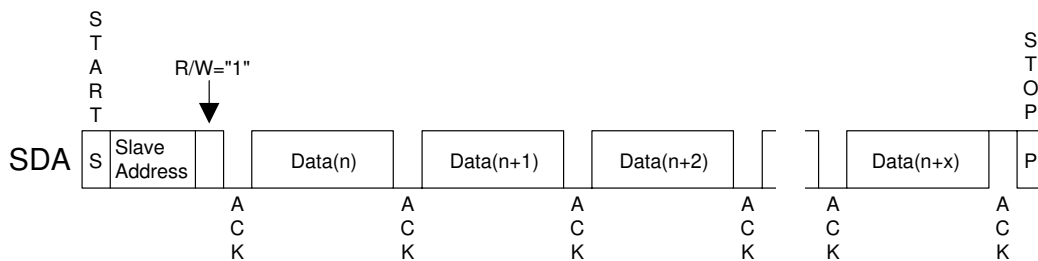 START
STOP
R/W="1"
SDA
S
Slave
Address
Data(n)
Data(n+1)
Data(n+2)
Data(n+x)
P
ACK
ACK
ACK
ACK
ACK
ACK